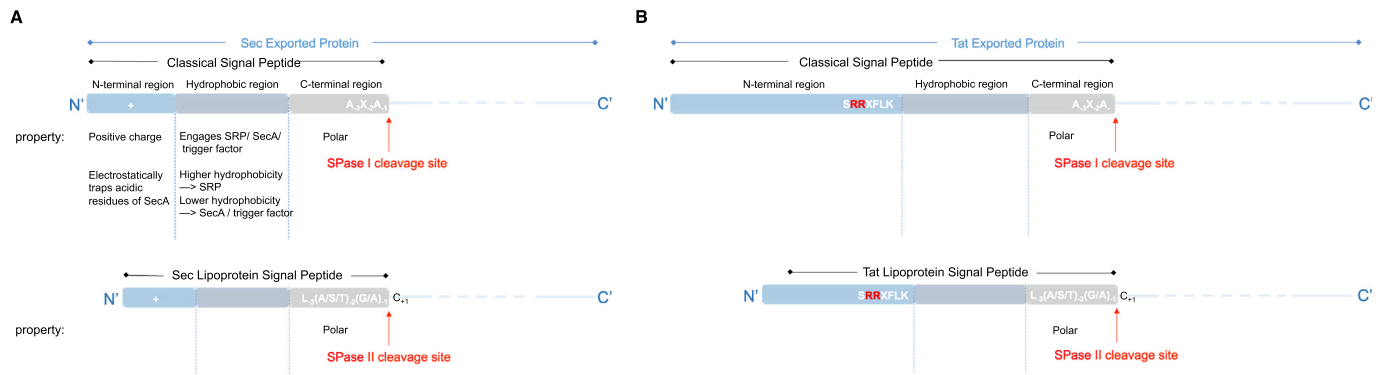 A
Sec Exported Protein
Classical Signal Peptide
N-terminal region Hydrophobic region C-terminal region
N' + A-3X-2A-1 C'
property: Positive charge Engages SRP/ SecA/ trigger factor Polar
SPase I cleavage site
Electrostatically traps acidic residues of SecA
Higher hydrophobicity
—> SRP
Lower hydrophobicity
—> SecA / trigger factor
Sec Lipoprotein Signal Peptide
N' + L-3(A/S/T)-2(G/A)-1 C+1 C'
property: Polar
SPase II cleavage site
B
Tat Exported Protein
Classical Signal Peptide
N-terminal region Hydrophobic region C-terminal region
N' SRRXFLK A-3X-2A- C'
Polar
SPase I cleavage site
Tat Lipoprotein Signal Peptide
N' SRRXFLK L-3(A/S/T)-2(G/A)-1 C+1 C'
Polar
SPase II cleavage site